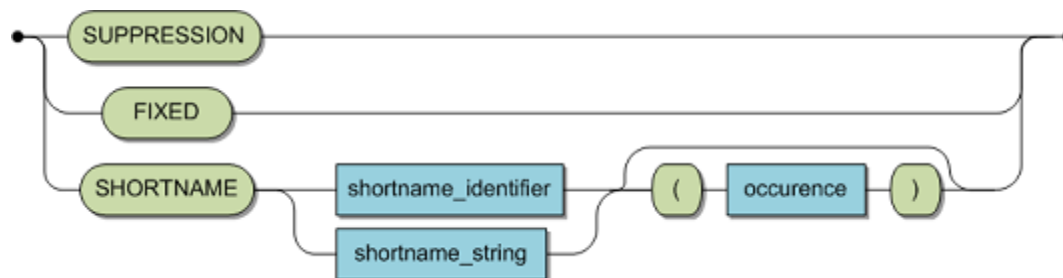 SUPPRESSION
FIXED
SHORTNAME shortname_identifier ( occurence )
shortname_string